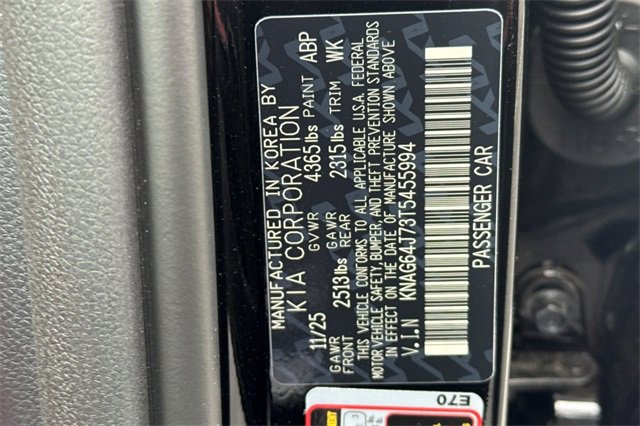 MANUFACTURED IN KOREA BY
KIA CORPORATION
11/25 GVWR 4365lbs PAINT ABP
GAWR FRONT 2513lbs GAWR REAR 2315lbs TRIM WK
THIS VEHICLE CONFORMS TO ALL APPLICABLE U.S.A. FEDERAL
MOTOR VEHICLE SAFETY, BUMPER, AND THEFT PREVENTION STANDARDS
IN EFFECT ON THE DATE OF MANUFACTURE SHOWN ABOVE
V.I.N KNAG64J73T5455994
PASSENGER CAR
E70